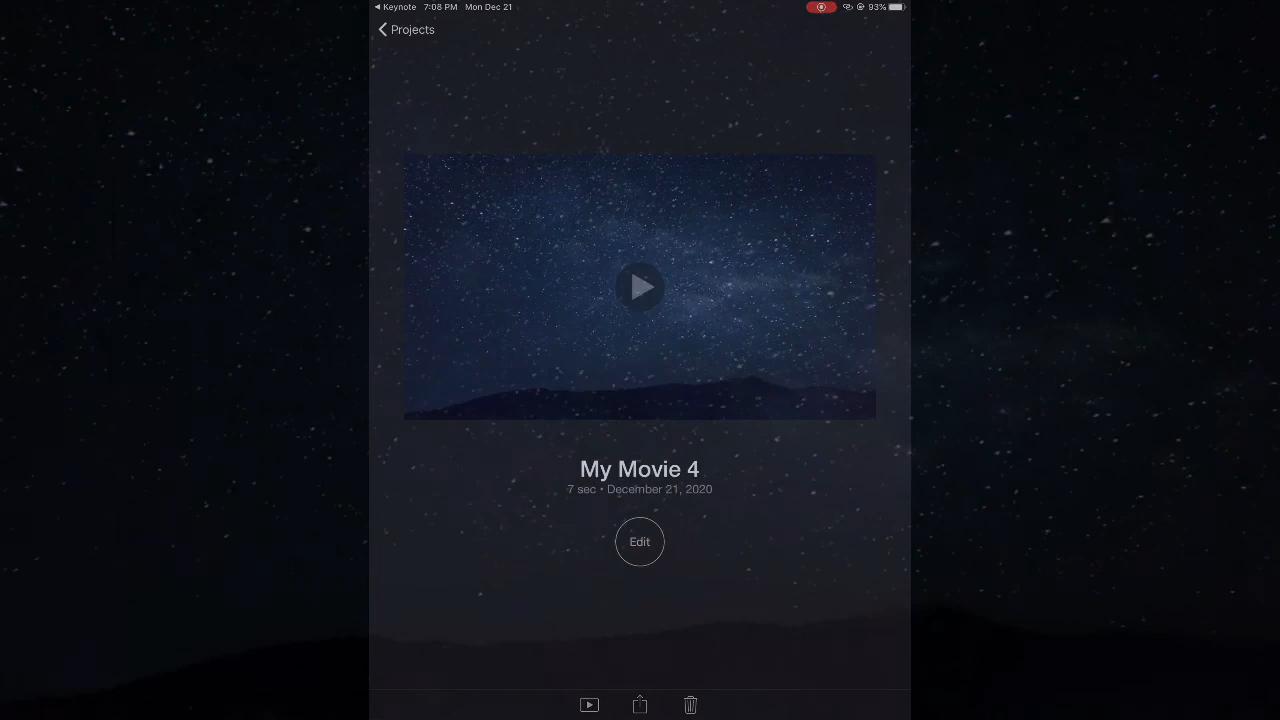 Keynote 7:08 PM Mon Dec 21 93%
Projects
My Movie 4
7 sec • December 21, 2020
Edit